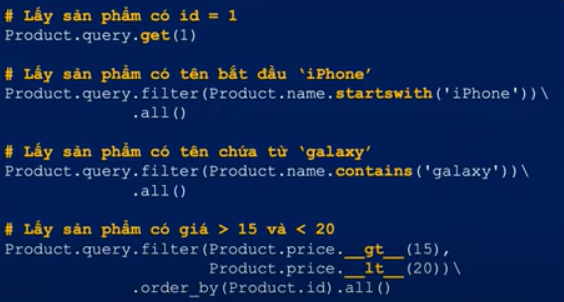 # Lấy sản phẩm có id = 1
Product.query.get(1)
# Lấy sản phẩm có tên bắt đầu ‘iPhone’
Product.query.filter(Product.name.startswith('iPhone'))\
.all()
# Lấy sản phẩm có tên chứa từ ‘galaxy’
Product.query.filter(Product.name.contains('galaxy'))\
.all()
# Lấy sản phẩm có giá > 15 và < 20
Product.query.filter(Product.price.__gt__(15),
Product.price.__lt__(20))\
.order_by(Product.id).all()